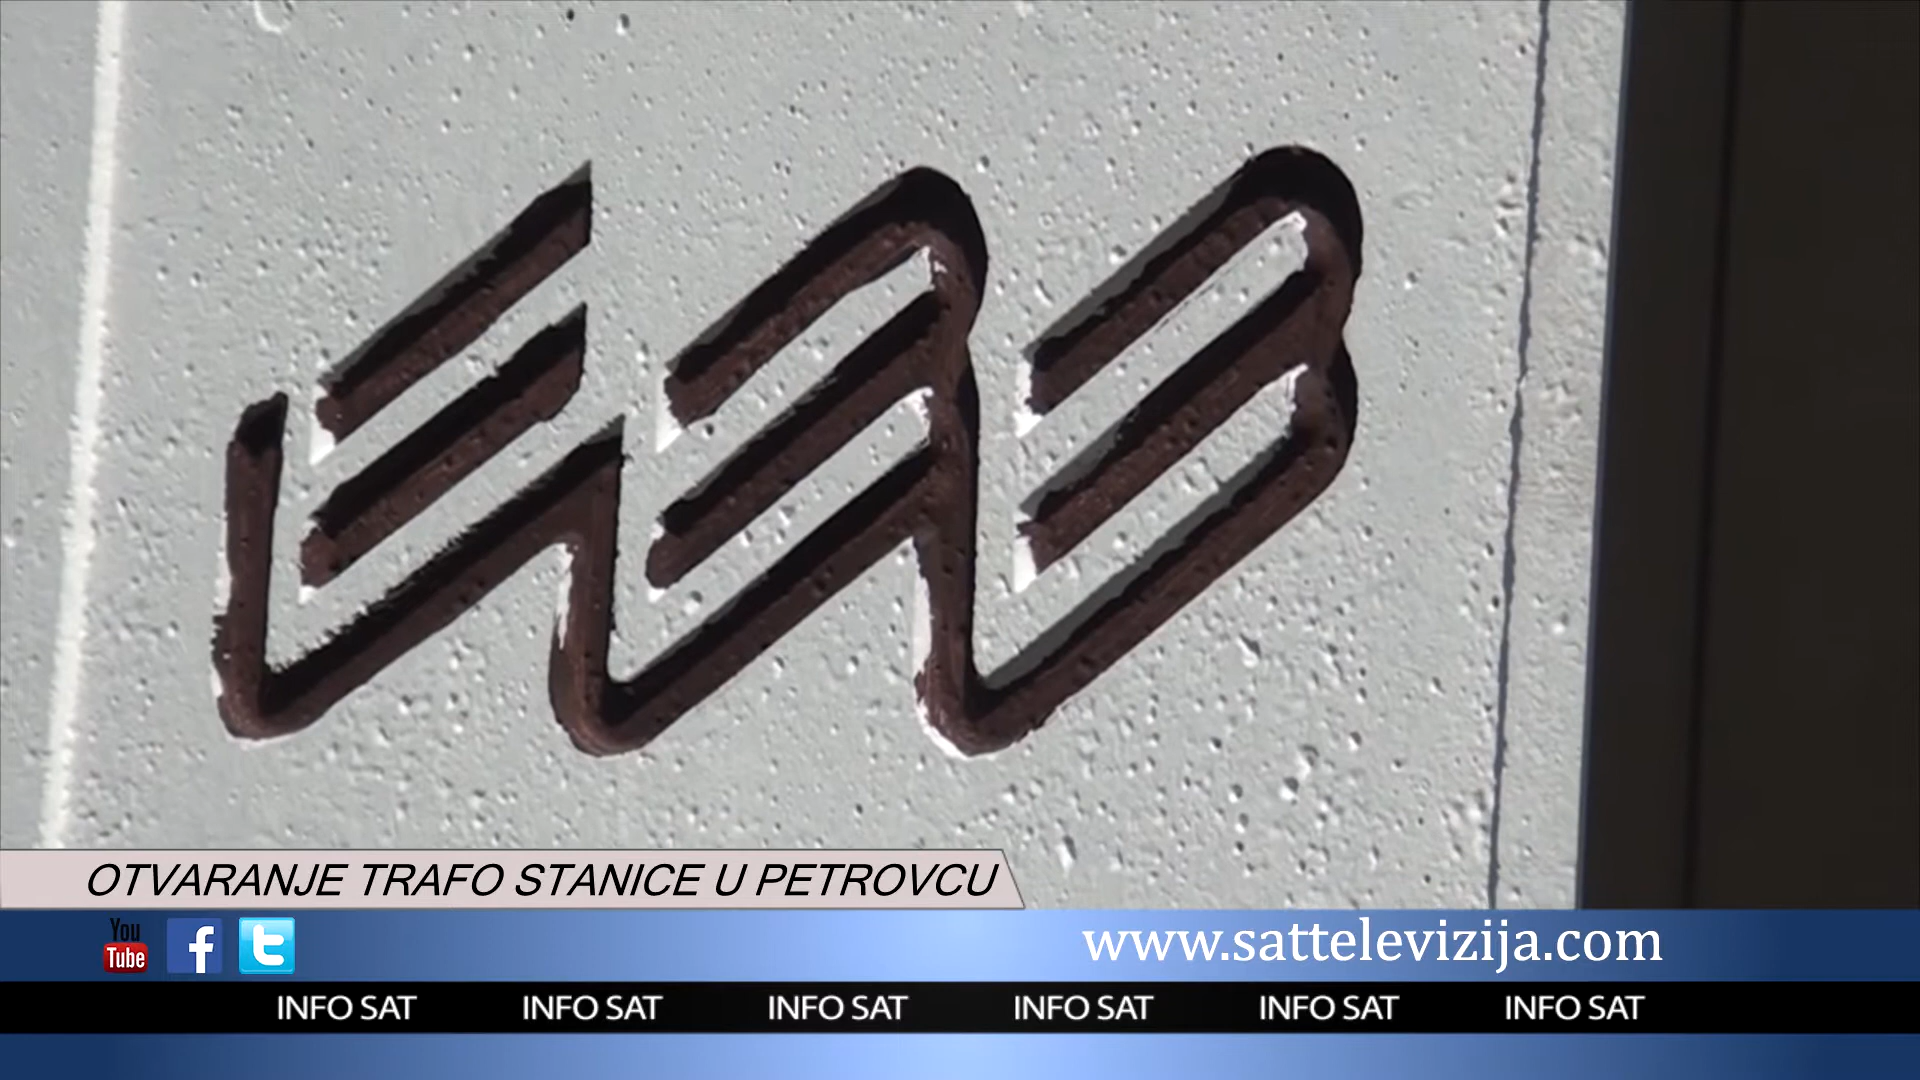 OTVARANJE TRAFO STANICE U PETROVCU
You
Tube f t www.sattelevizija.com
INFO SAT INFO SAT INFO SAT INFO SAT INFO SAT INFO SAT